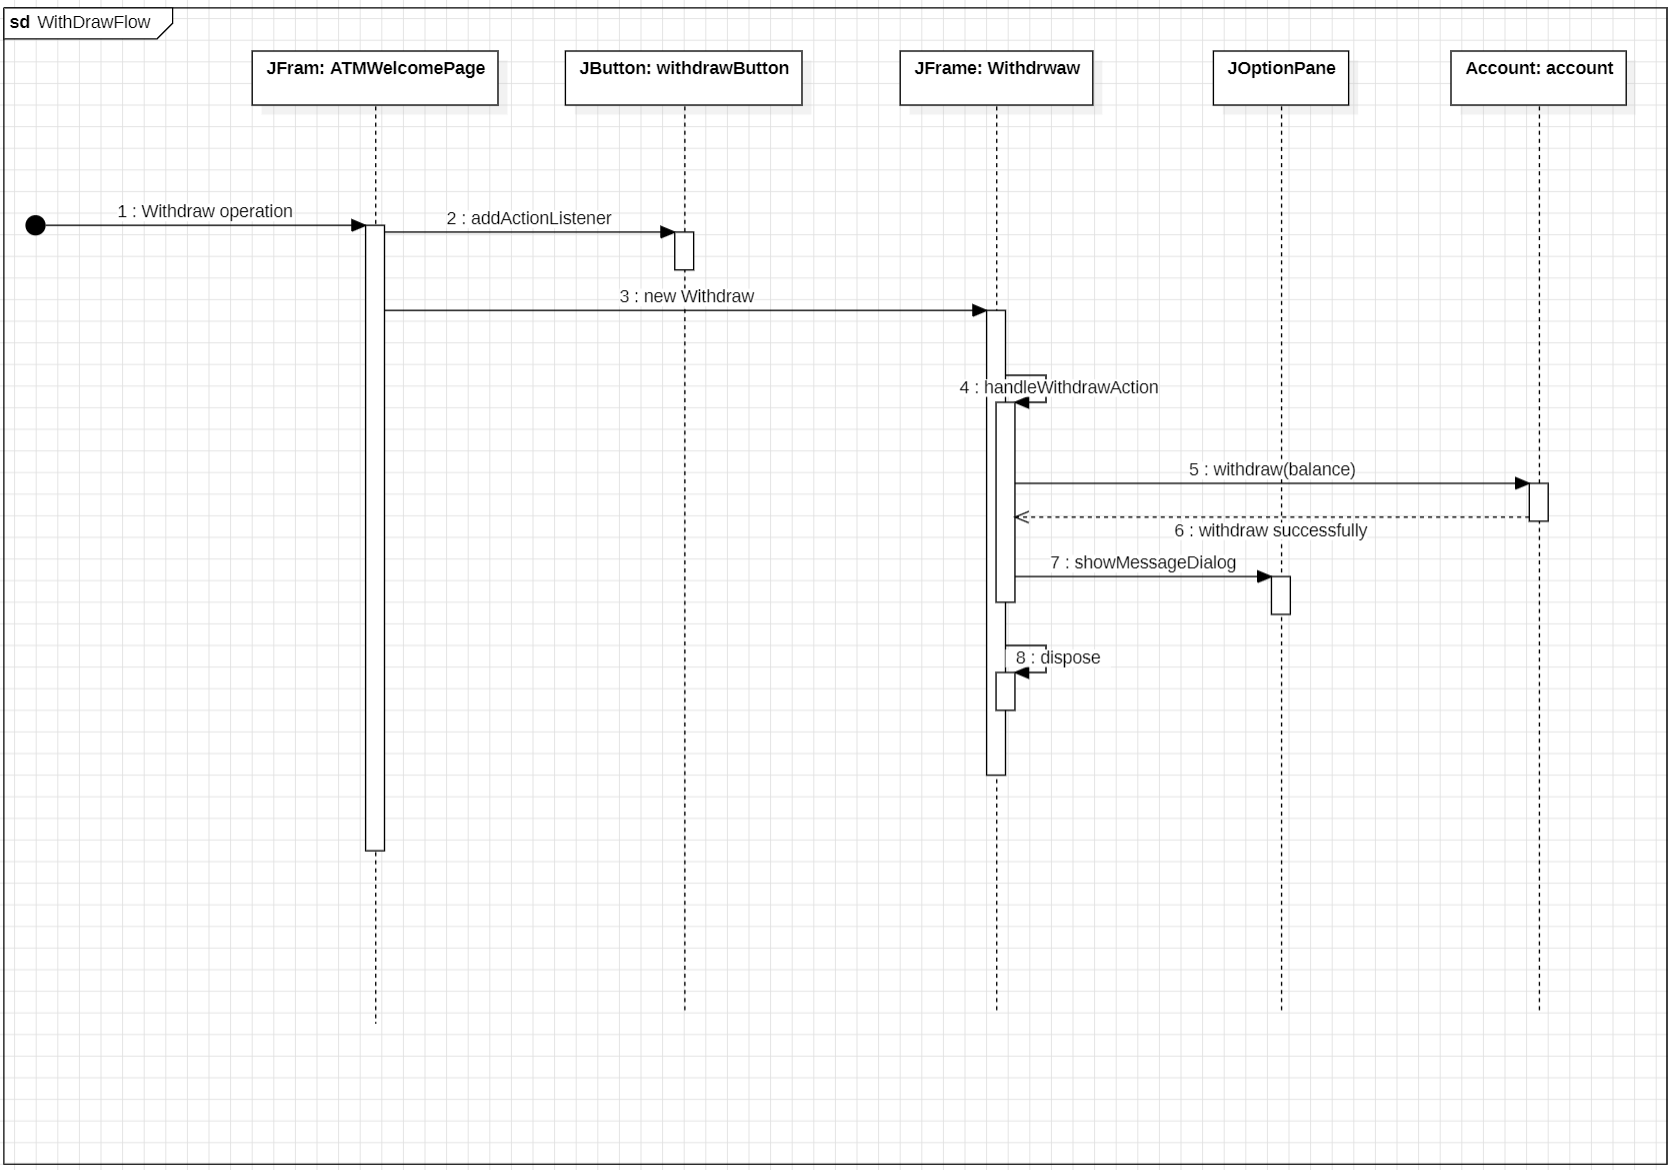 sd WithDrawFlow
JFram: ATMWelcomePage
JButton: withdrawButton
JFrame: Withdrwaw
JOptionPane
Account: account
1 : Withdraw operation
2 : addActionListener
3 : new Withdraw
4 : handleWithdrawAction
5 : withdraw(balance)
6 : withdraw successfully
7 : showMessageDialog
8 : dispose